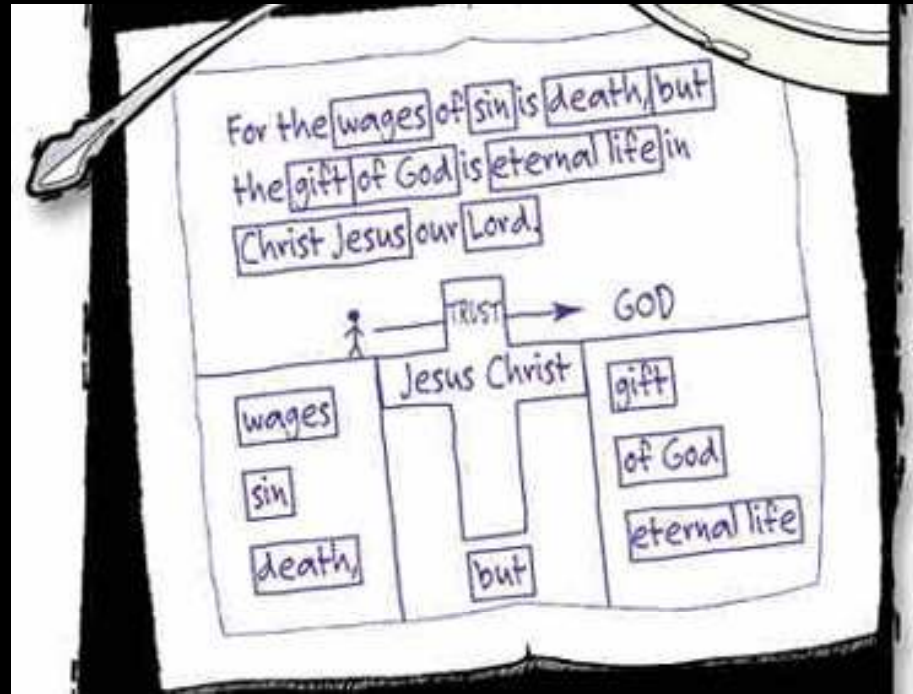 For the wages of sin is death, but
the gift of God is eternal life in
Christ Jesus our Lord.
TRUST
GOD
Jesus Christ
wages
sin
death,
but
gift
of God
eternal life